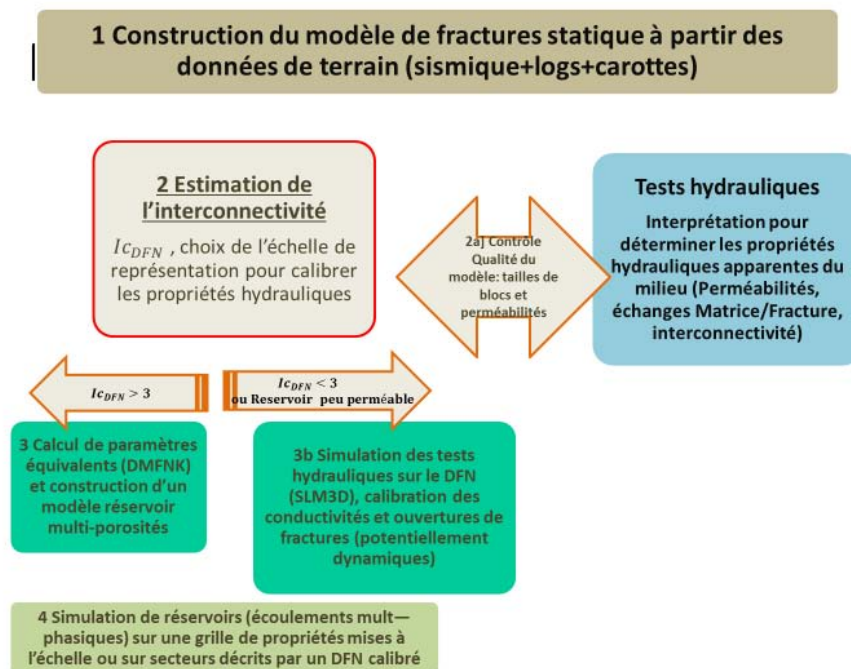 1 Construction du modèle de fractures statique à partir des
données de terrain (sismique+logs+carottes)
2 Estimation de
l'interconnectivité
Ic_DFN , choix de l'échelle de
représentation pour calibrer
les propriétés hydrauliques
2a) Contrôle
Qualité du
modèle: tailles de
blocs et
perméabilités
Tests hydrauliques
Interprétation pour
déterminer les propriétés
hydrauliques apparentes du
milieu (Perméabilités,
échanges Matrice/Fracture,
interconnectivité)
Ic_DFN > 3
Ic_DFN < 3
ou Reservoir peu perméable
3 Calcul de paramètres
équivalents (DMFNK)
et construction d'un
modèle réservoir
multi-porosités
3b Simulation des tests
hydrauliques sur le DFN
(SLM3D), calibration des
conductivités et ouvertures de
fractures (potentiellement
dynamiques)
4 Simulation de réservoirs (écoulements mult—
phasiques) sur une grille de propriétés mises à
l'échelle ou sur secteurs décrits par un DFN calibré